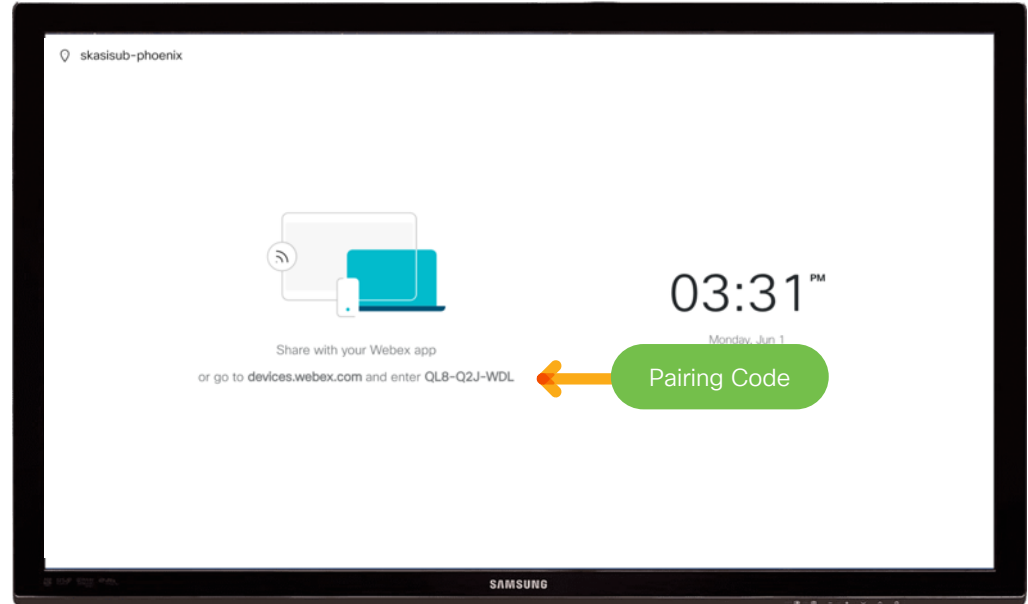 skasisub-phoenix
03:31 PM
Monday, Jun 1
Share with your Webex app
or go to devices.webex.com and enter QL8-Q2J-WDL
Pairing Code
SAMSUNG